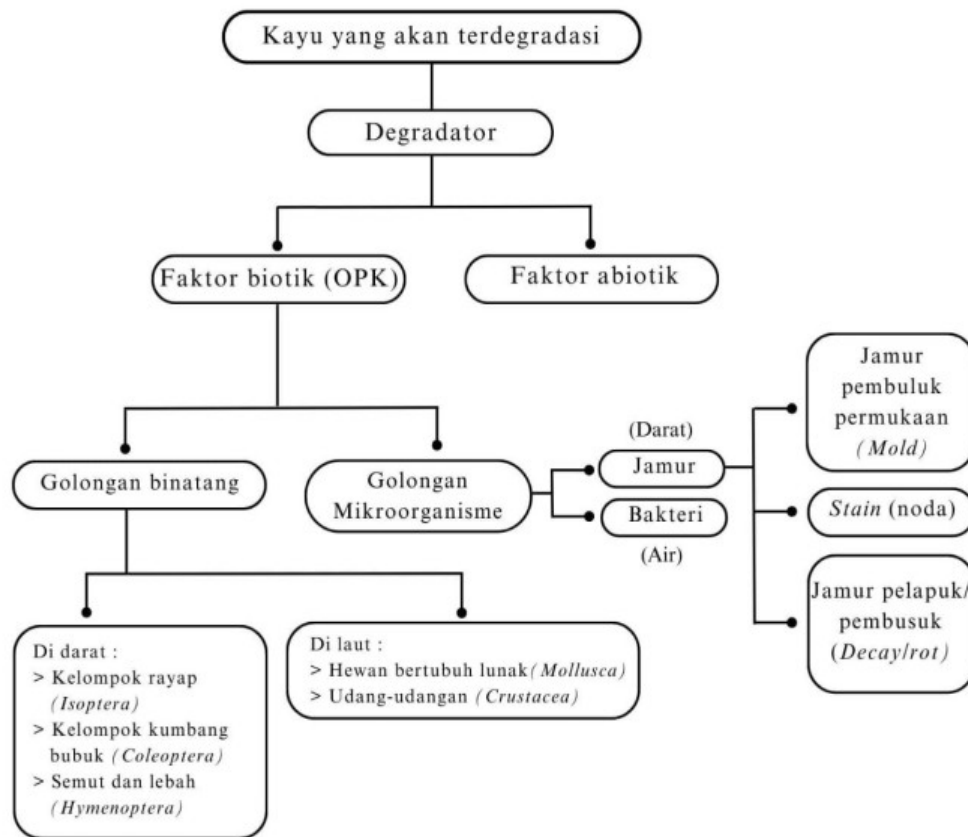 Kayu yang akan terdegradasi
Degradator
Faktor biotik (OPK)
Faktor abiotik
Golongan binatang
Golongan
Mikroorganisme
(Darat)
Jamur
Bakteri
(Air)
Jamur
pembuluk
permukaan
(Mold)
Stain (noda)
Jamur pelapuk/
pembusuk
(Decay/rot)
Di darat :
> Kelompok rayap
(Isoptera)
> Kelompok kumbang
bubuk (Coleoptera)
> Semut dan lebah
(Hymenoptera)
Di laut :
> Hewan bertubuh lunak (Mollusca)
> Udang-udangan (Crustacea)